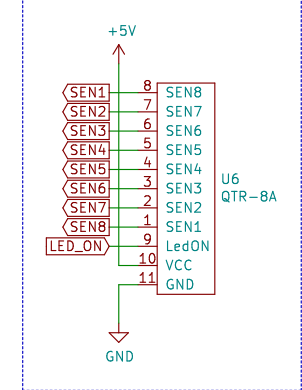 +5V
SEN1 8 SEN8
SEN2 7 SEN7
SEN3 6 SEN6
SEN4 5 SEN5
SEN5 4 SEN4
SEN6 3 SEN3
SEN7 2 SEN2
SEN8 1 SEN1
LED_ON 9 LedON
10 VCC
11 GND
U6
QTR-8A
GND